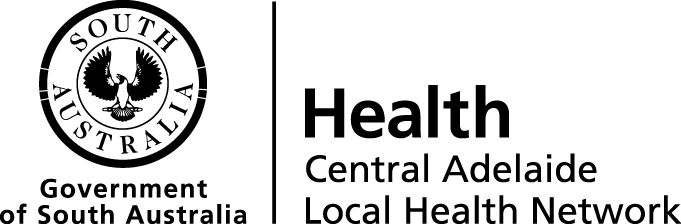 SOUTH
AUSTRALIA
Government
of South Australia
Health
Central Adelaide
Local Health Network